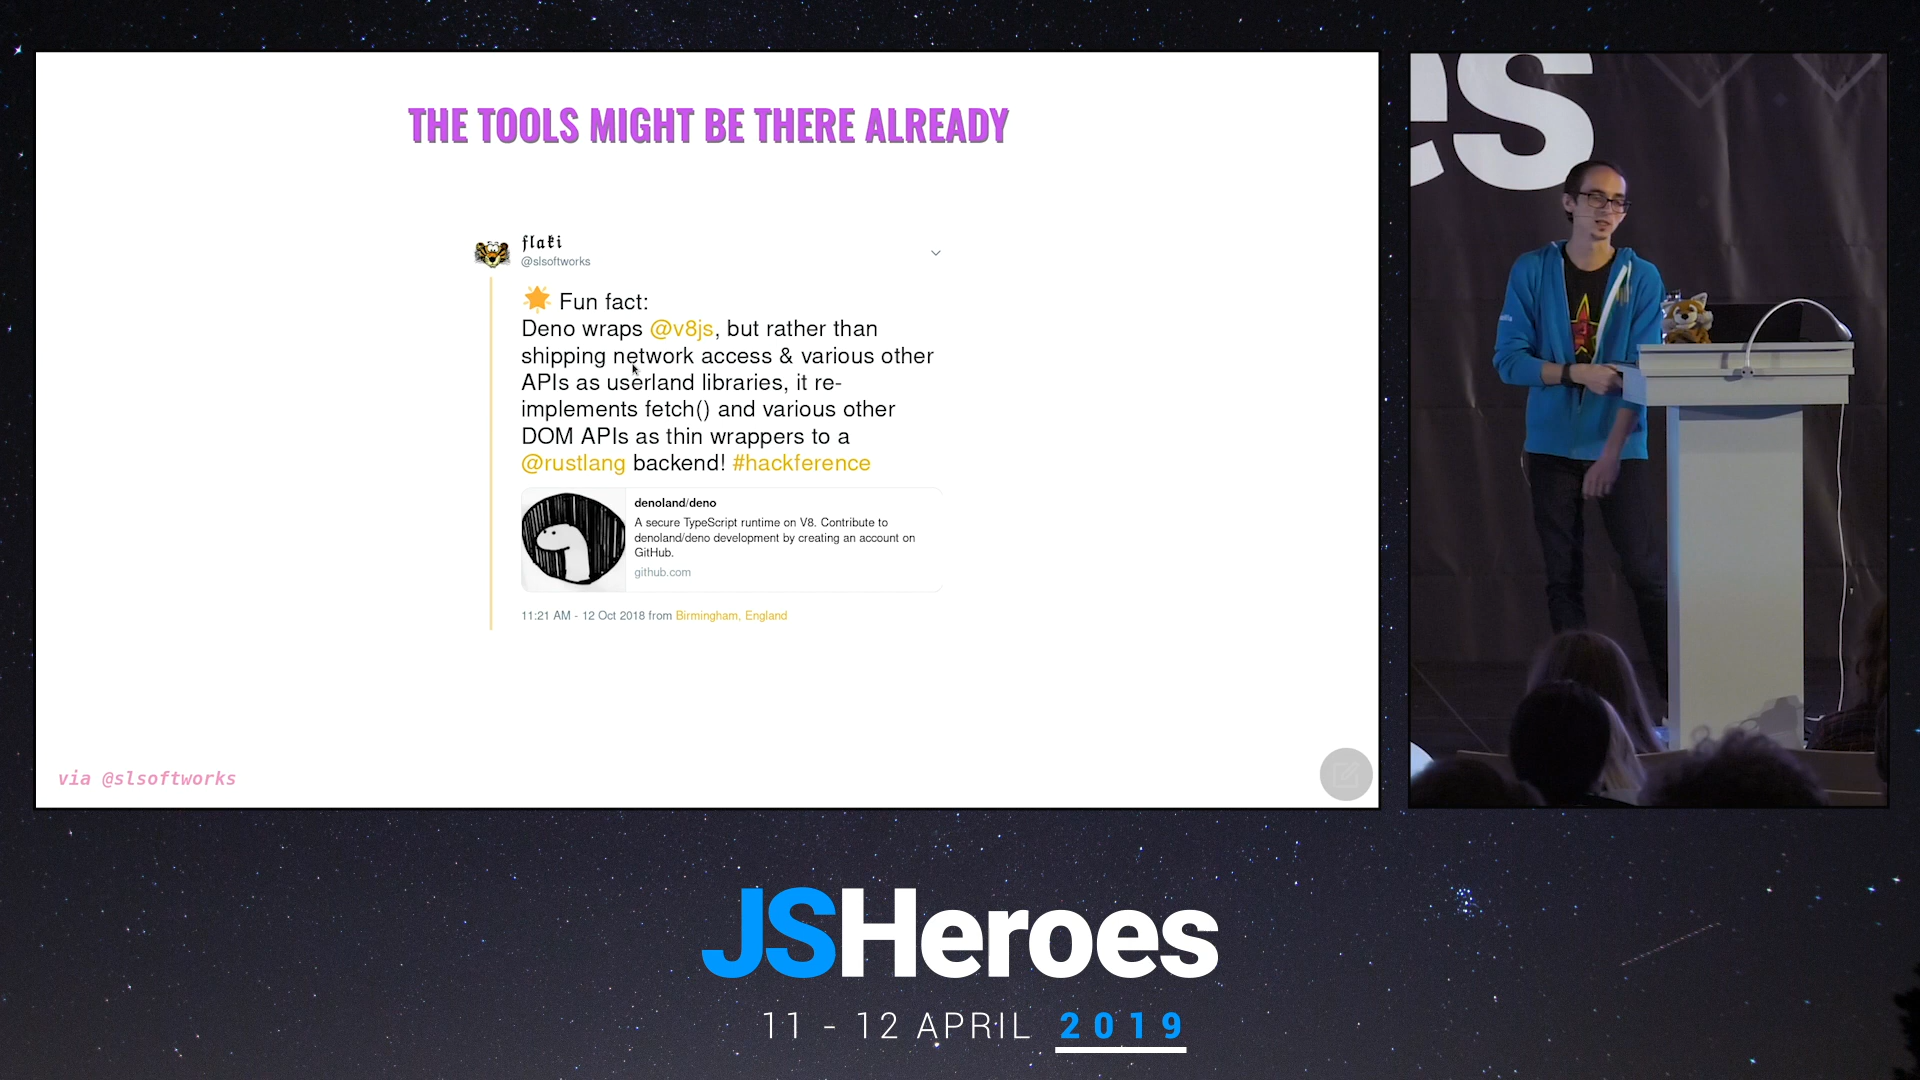 THE TOOLS MIGHT BE THERE ALREADY
flaki
@slsoftworks
Fun fact:
Deno wraps @v8js, but rather than
shipping network access & various other
APIs as userland libraries, it re-
implements fetch() and various other
DOM APIs as thin wrappers to a
@rustlang backend! #hackference
denoland/deno
A secure TypeScript runtime on V8. Contribute to
denoland/deno development by creating an account on
GitHub.
github.com
11:21 AM - 12 Oct 2018 from Birmingham, England
via @slsoftworks
es
JSHeroes
11 - 12 APRIL 2019